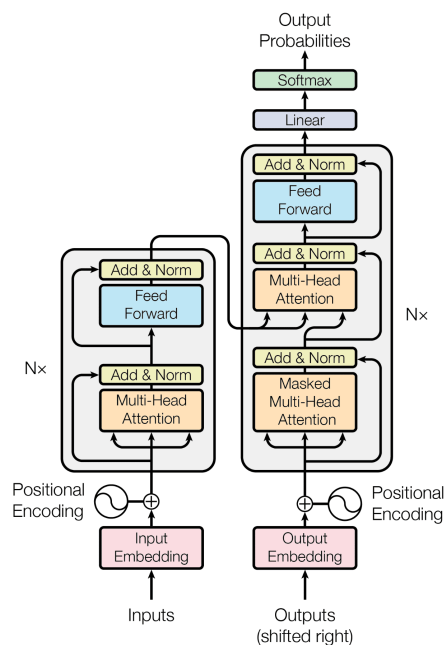 Output
Probabilities
Softmax
Linear
Add & Norm
Feed
Forward
Add & Norm
Multi-Head
Attention
Add & Norm
Masked
Multi-Head
Attention
N×
Add & Norm
Feed
Forward
Add & Norm
Multi-Head
Attention
N×
Positional
Encoding
Positional
Encoding
Input
Embedding
Output
Embedding
Inputs
Outputs
(shifted right)